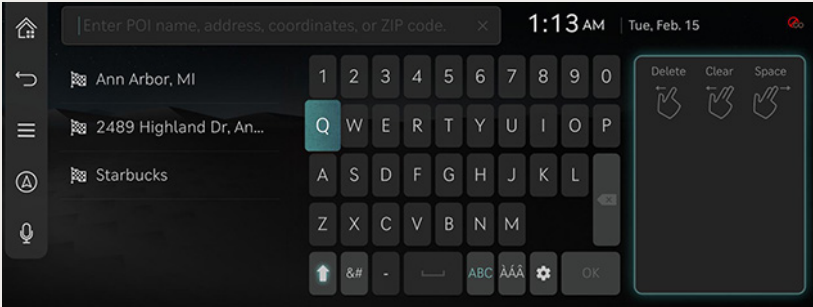 Enter POI name, address, coordinates, or ZIP code.
1:13 AM
Tue, Feb. 15
Ann Arbor, MI
2489 Highland Dr, An...
Starbucks
1 2 3 4 5 6 7 8 9 0
Q W E R T Y U I O P
A S D F G H J K L
Z X C V B N M
&# - ABC ÀÁÂ OK
Delete Clear Space